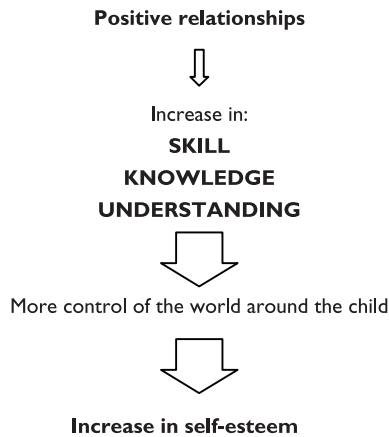 Positive relationships
Increase in:
SKILL
KNOWLEDGE
UNDERSTANDING
More control of the world around the child
Increase in self-esteem